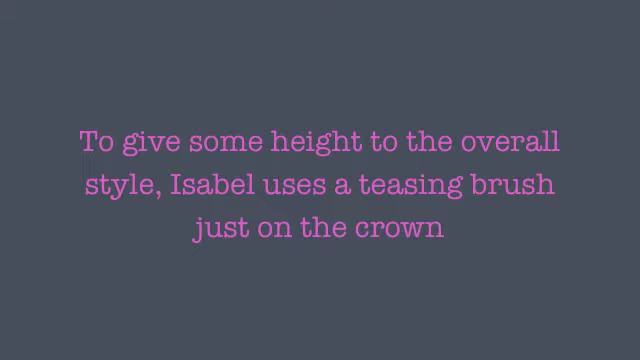 To give some height to the overall
style, Isabel uses a teasing brush
just on the crown